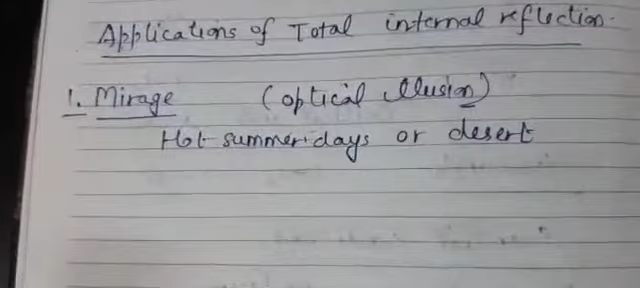 Applications of Total internal reflection.
1. Mirage (optical illusion)
Hot summer days or desert